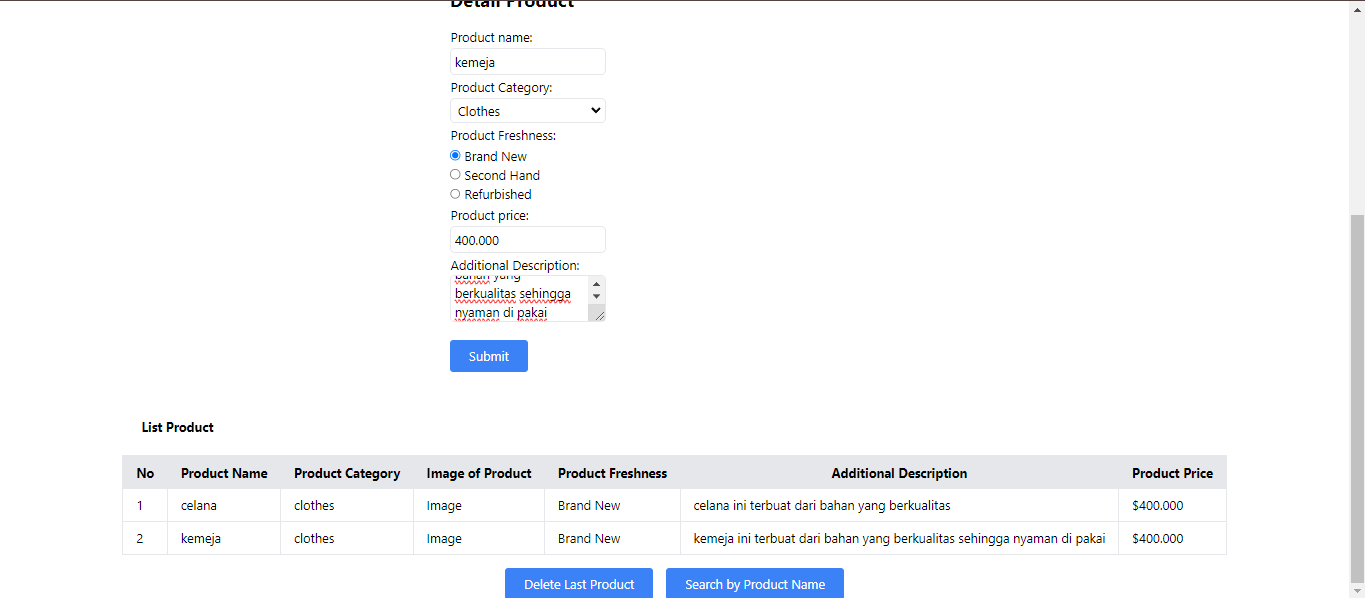 Detail Product
Product name:
kemeja
Product Category:
Clothes
Product Freshness:
Brand New
Second Hand
Refurbished
Product price:
400.000
Additional Description:
bahan yang
berkualitas sehingga
nyaman di pakai
Submit
List Product
No Product Name Product Category Image of Product Product Freshness Additional Description Product Price
1 celana clothes Image Brand New celana ini terbuat dari bahan yang berkualitas $400.000
2 kemeja clothes Image Brand New kemeja ini terbuat dari bahan yang berkualitas sehingga nyaman di pakai $400.000
Delete Last Product Search by Product Name